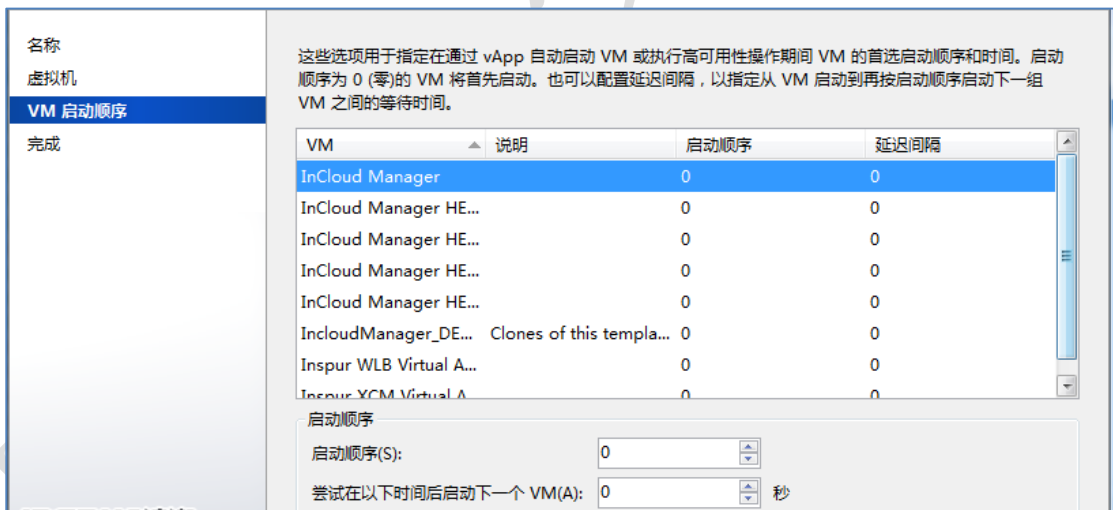 名称
虚拟机
VM 启动顺序
完成
这些选项用于指定在通过 vApp 自动启动 VM 或执行高可用性操作期间 VM 的首选启动顺序和时间。启动
顺序为 0 (零)的 VM 将首先启动。也可以配置延迟间隔，以指定从 VM 启动到再按启动顺序启动下一组
VM 之间的等待时间。
VM 说明 启动顺序 延迟间隔
InCloud Manager 0 0
InCloud Manager HE... 0 0
InCloud Manager HE... 0 0
InCloud Manager HE... 0 0
InCloud Manager HE... 0 0
IncloudManager_DE... Clones of this templa... 0 0
Inspur WLB Virtual A... 0 0
Inspur XCM Virtual A 0 0
启动顺序
启动顺序(S): 0
尝试在以下时间后启动下一个 VM(A): 0 秒